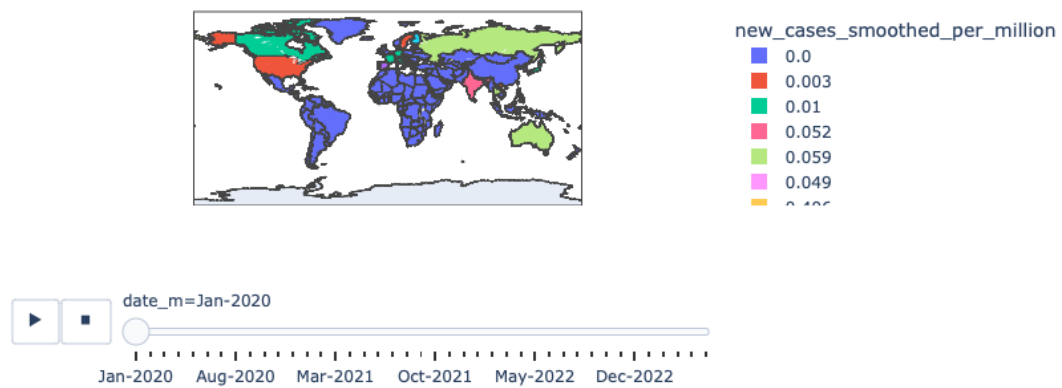 new_cases_smoothed_per_million
0.0
0.003
0.01
0.052
0.059
0.049
date_m=Jan-2020
Jan-2020 Aug-2020 Mar-2021 Oct-2021 May-2022 Dec-2022